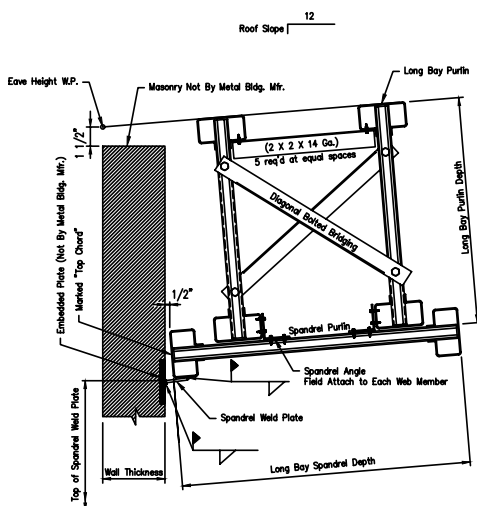 12
Roof Slope
Long Bay Purlin
Eave Height W.P.
Masonry Not By Metal Bldg. Mfr.
1 1/2"
(2 X 2 X 14 Ga.)
5 req'd at equal spaces
Diagonal Bolted Bridging
Long Bay Purlin Depth
Embedded Plate (Not By Metal Bldg. Mfr.)
Marked "Top Chord"
1/2"
Spandrel Purlin
Spandrel Angle
Field Attach to Each Web Member
Spandrel Weld Plate
Top of Spandrel Weld Plate
Wall Thickness
Long Bay Spandrel Depth